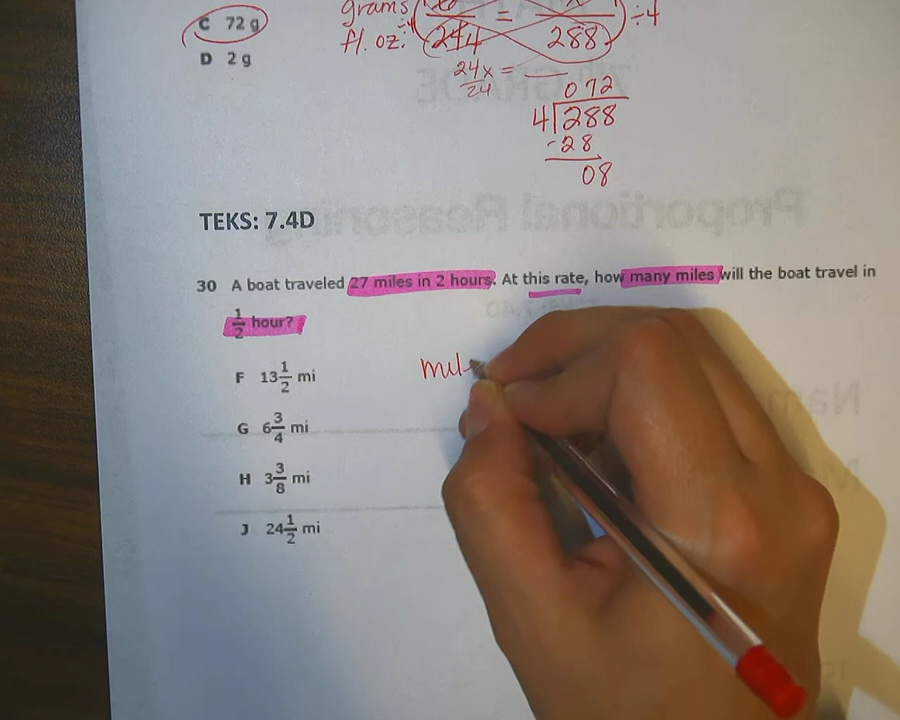 grams
C 72 g
÷4
=
÷4
fl. oz.
244
288
D 2 g
24x = __
24
072
4 288
-28
08
TEKS: 7.4D
30 A boat traveled 27 miles in 2 hours. At this rate, how many miles will the boat travel in
1/2 hour?
F 13 1/2 mi
mil
G 6 3/4 mi
H 3 3/8 mi
J 24 1/2 mi